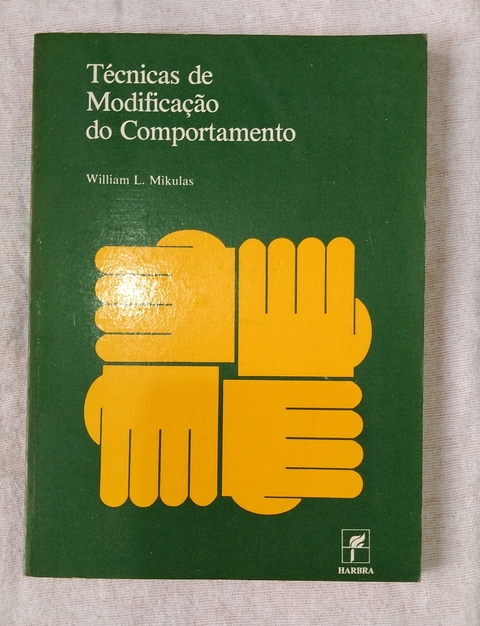 Técnicas de
Modificação
do Comportamento
William L. Mikulas
HARBRA